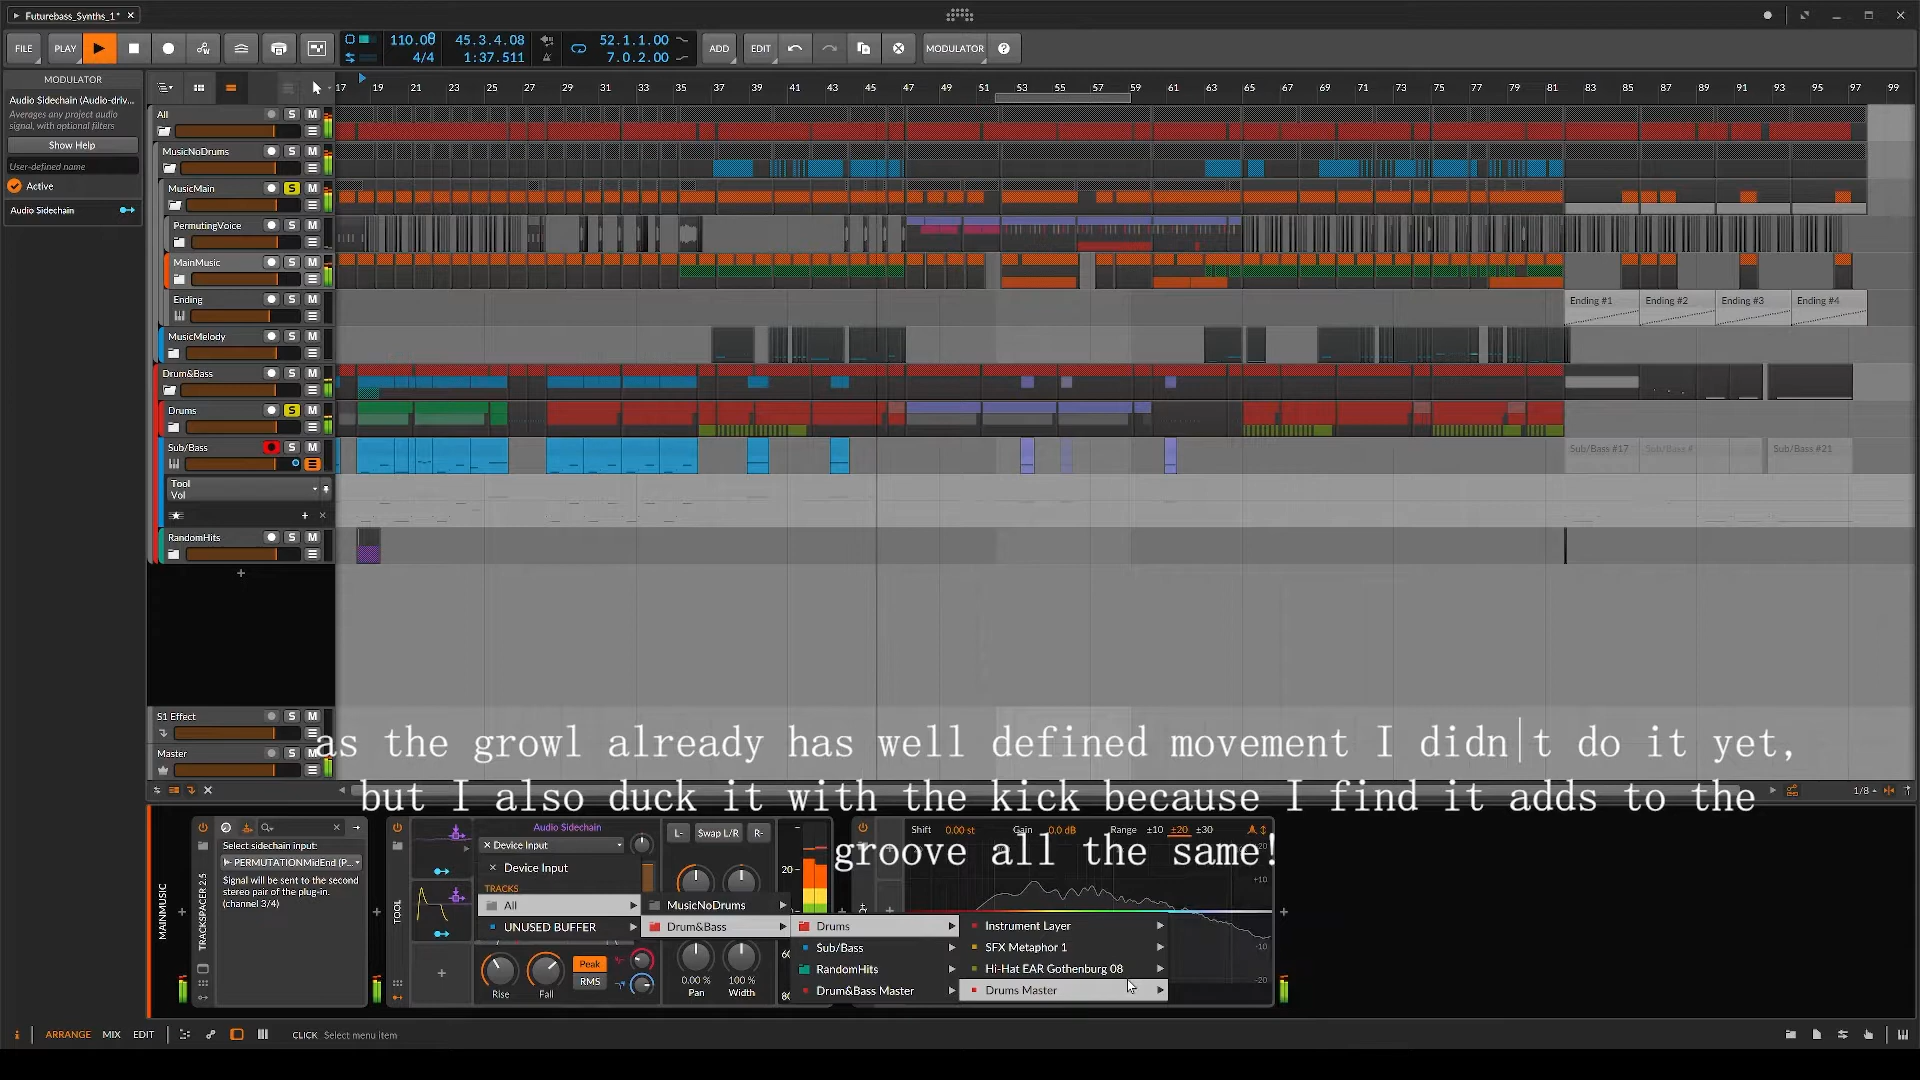 Futurebass_Synths_1*
FILE PLAY 110.00 4/4 45.3.4.08 1:37.511 52.1.1.00 7.0.2.00 ADD EDIT MODULATOR ?
MODULATOR
Audio Sidechain (Audio-driv...
Averages any project audio
signal, with optional filters
Show Help
User-defined name
Active
Audio Sidechain
17 19 21 23 25 27 29 31 33 35 37 39 41 43 45 47 49 51 53 55 57 59 61 63 65 67 69 71 73 75 77 79 81 83 85 87 89 91 93 95 97 99
All S M
MusicNoDrums S M
MusicMain S M
PermutingVoice S M
MainMusic S M
Ending S M
Ending #1 Ending #2 Ending #3 Ending #4
MusicMelody S M
Drum&Bass S M
Drums S M
Sub/Bass S M
Sub/Bass #17 Sub/Bass #21
Tool
Vol
RandomHits S M
S1 Effect S M
Master S M
1/8
as the growl already has well defined movement I didn't do it yet,
but I also duck it with the kick because I find it adds to the
groove all the same!
MAINMUSIC
TRACKSPACER 2.5
Select sidechain input:
PERMUTATIONMidEnd (P...
Signal will be sent to the second
stereo pair of the plug-in.
(channel 3/4)
TOOL
Audio Sidechain
Device Input
Device Input
TRACKS
All
UNUSED BUFFER
Rise Fall Peak RMS
L- Swap L/R R-
0.00 % 100 %
Pan Width
MusicNoDrums
Drum&Bass
Drums
Sub/Bass
RandomHits
Drum&Bass Master
Instrument Layer
SFX Metaphor 1
Hi-Hat EAR Gothenburg 08
Drums Master
Shift 0.00 st Gain 0.0 dB Range ±10 ±20 ±30
+10
-10
-20
ARRANGE MIX EDIT CLICK Select menu item